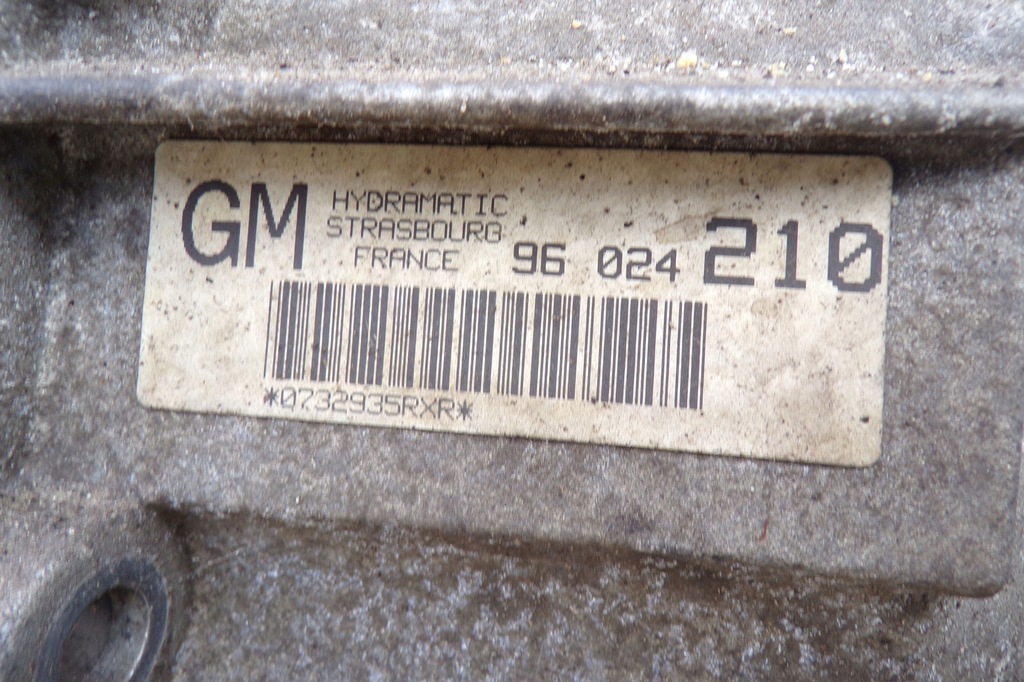 GM HYDRAMATIC
STRASBOURG
FRANCE 96 024 210
*0732935RXR*